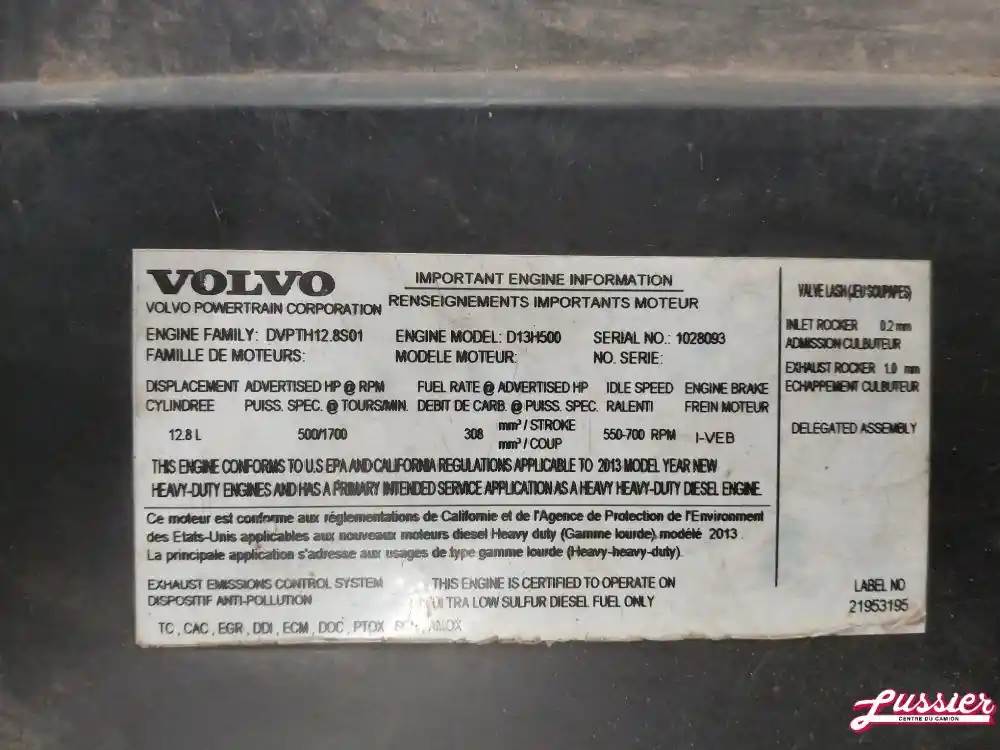 VOLVO
VOLVO POWERTRAIN CORPORATION
IMPORTANT ENGINE INFORMATION
RENSEIGNEMENTS IMPORTANTS MOTEUR
ENGINE FAMILY: DVPTH12.8S01 ENGINE MODEL: D13H500 SERIAL NO.: 1028093
FAMILLE DE MOTEURS: MODELE MOTEUR: NO. SERIE:
DISPLACEMENT ADVERTISED HP @ RPM FUEL RATE @ ADVERTISED HP IDLE SPEED ENGINE BRAKE
CYLINDREE PUISS. SPEC. @ TOURS/MIN. DEBIT DE CARB. @ PUISS. SPEC. RALENTI FREIN MOTEUR
12.8 L 500/1700 308 mm³ / STROKE 550-700 RPM I-VEB
mm³ / COUP
THIS ENGINE CONFORMS TO U.S EPA AND CALIFORNIA REGULATIONS APPLICABLE TO 2013 MODEL YEAR NEW
HEAVY-DUTY ENGINES AND HAS A PRIMARY INTENDED SERVICE APPLICATION AS A HEAVY HEAVY-DUTY DIESEL ENGINE.
Ce moteur est conforme aux réglementations de Californie et de l'Agence de Protection de l'Environment
des Etats-Unis applicables aux nouveaux moteurs diesel Heavy duty (Gamme lourde) modélé 2013.
La principale application s'adresse aux usages de type gamme lourde (Heavy-heavy-duty).
EXHAUST EMISSIONS CONTROL SYSTEM
DISPOSITIF ANTI-POLLUTION
THIS ENGINE IS CERTIFIED TO OPERATE ON
ULTRA LOW SULFUR DIESEL FUEL ONLY
TC, CAC, EGR, DDI, ECM, DOC, PTOX
VALVE LASH (JEU SOUPAPES)
INLET ROCKER 0.2 mm
ADMISSION CULBUTEUR
EXHAUST ROCKER 1.0 mm
ECHAPPEMENT CULBUTEUR
DELEGATED ASSEMBLY
LABEL NO
21953195
Lussier
CENTRE DU CAMION